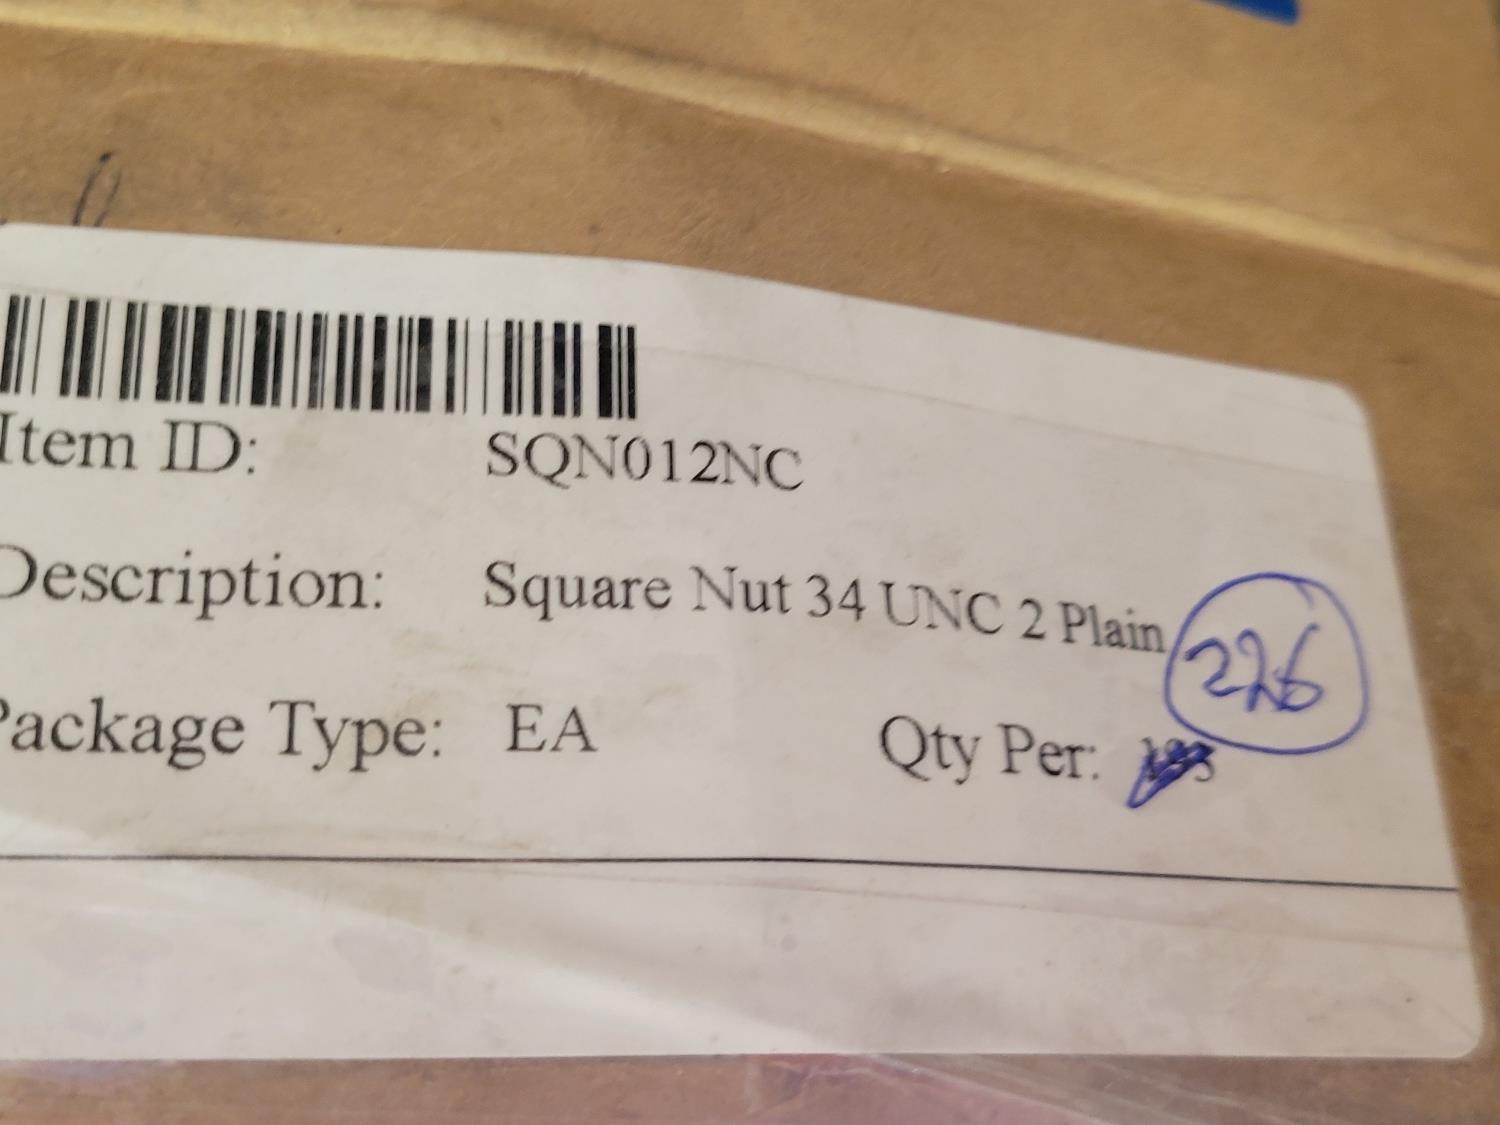 Item ID: SQN012NC
Description: Square Nut 34 UNC 2 Plain
226
Package Type: EA Qty Per: